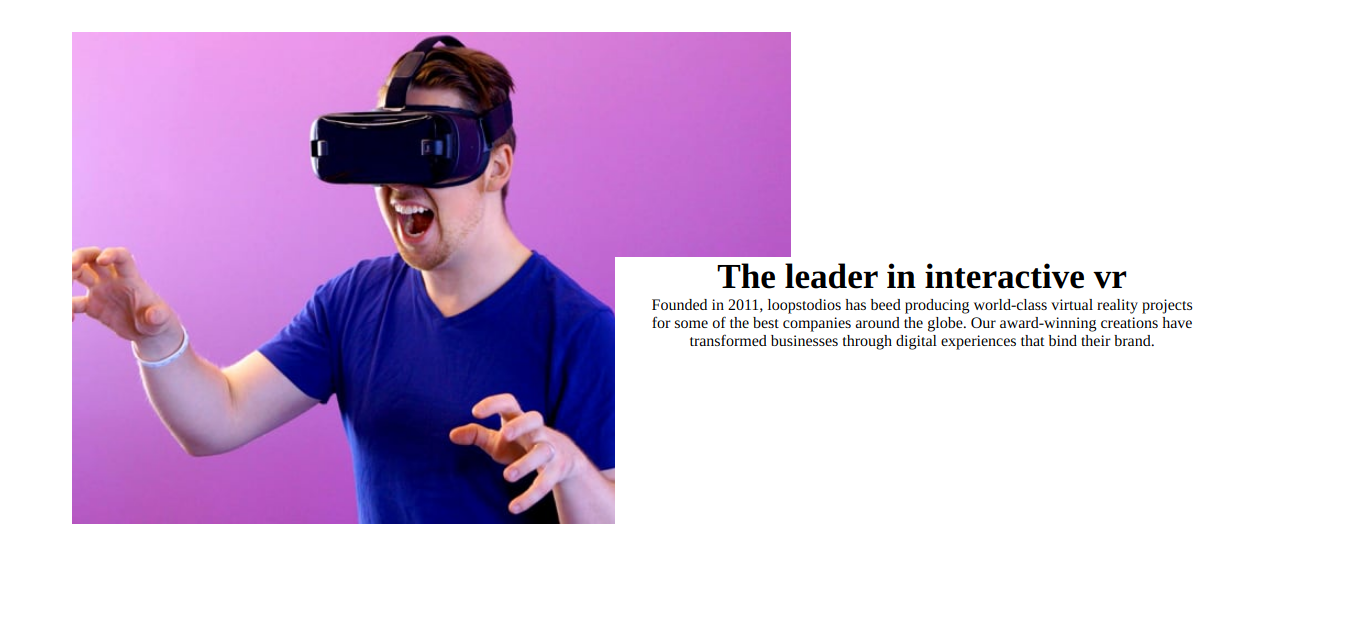 The leader in interactive vr
Founded in 2011, loopstudios has beed producing world-class virtual reality projects
for some of the best companies around the globe. Our award-winning creations have
transformed businesses through digital experiences that bind their brand.